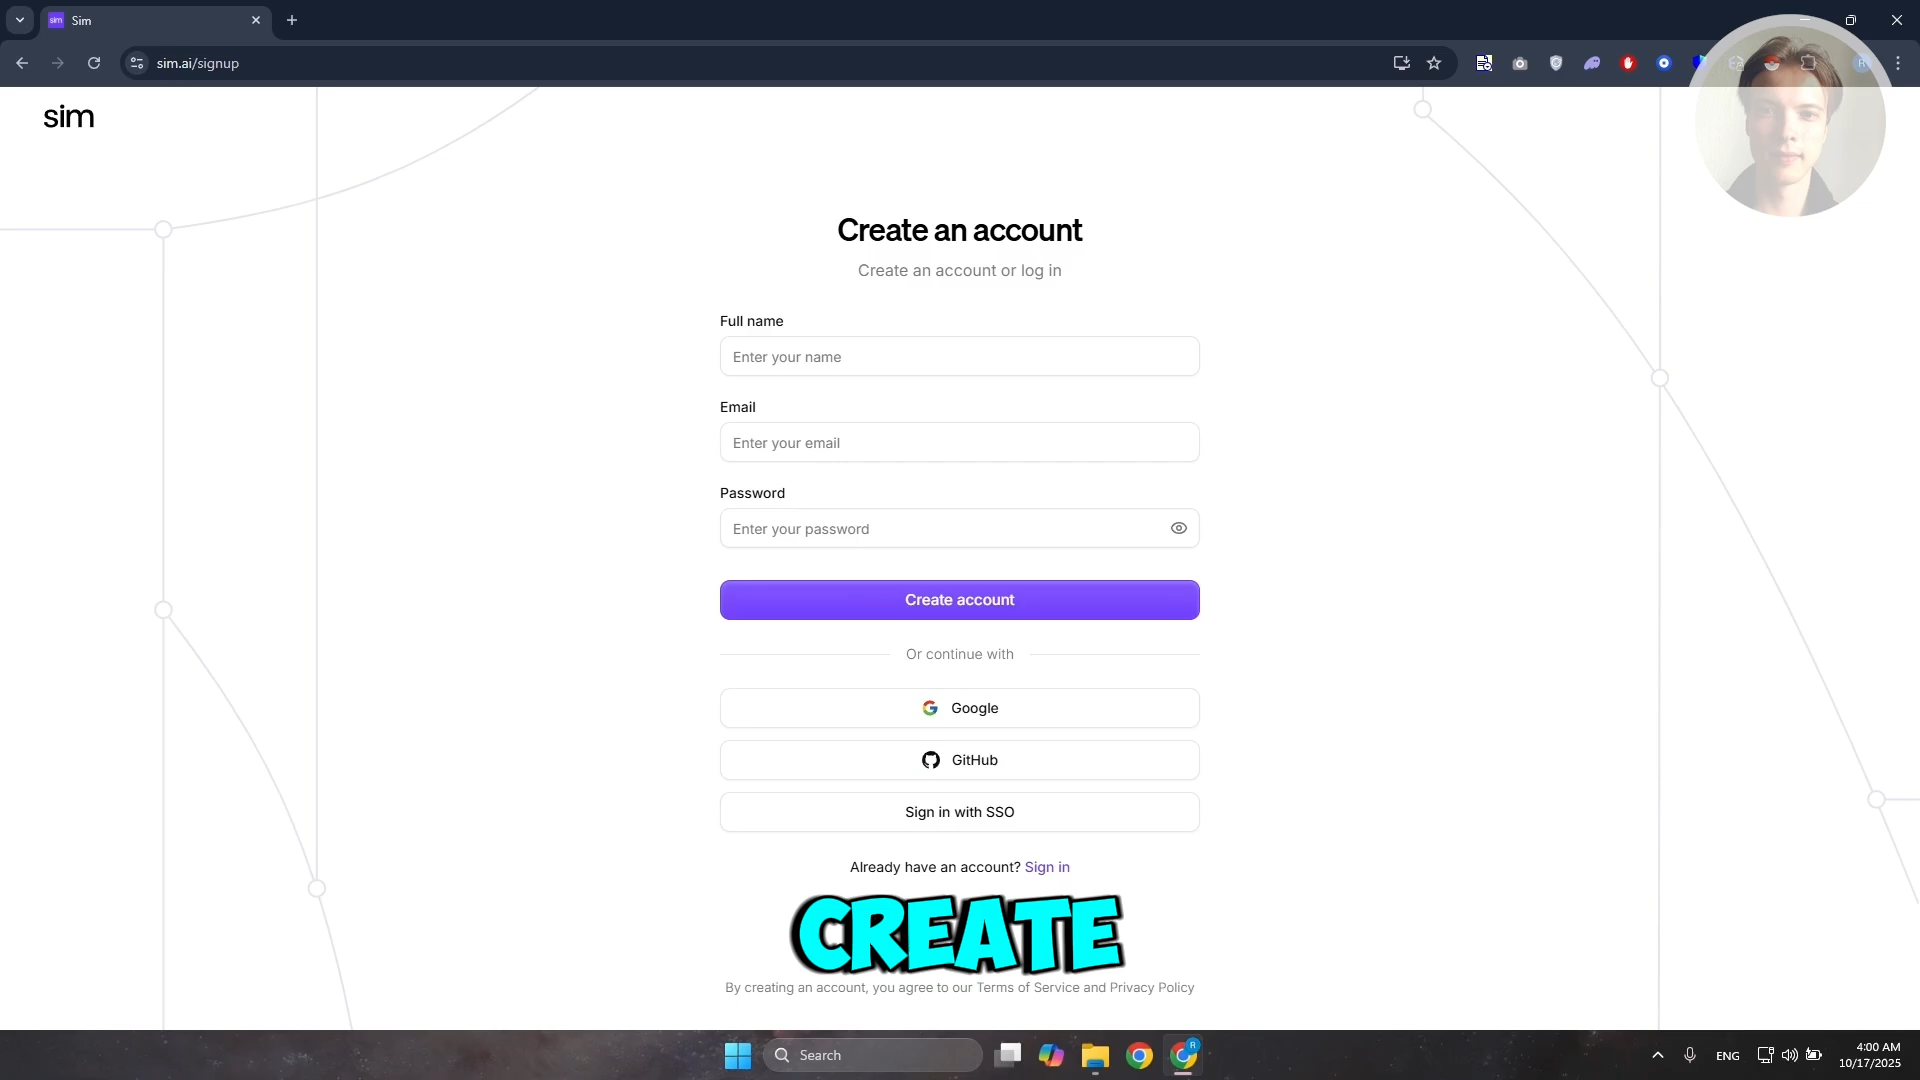 sim
Sim
sim.ai/signup
R
sim
Create an account
Create an account or log in
Full name
Enter your name
Email
Enter your email
Password
Enter your password
Create account
Or continue with
Google
GitHub
Sign in with SSO
Already have an account? Sign in
CREATE
By creating an account, you agree to our Terms of Service and Privacy Policy
Search
R
ENG
4:00 AM
10/17/2025